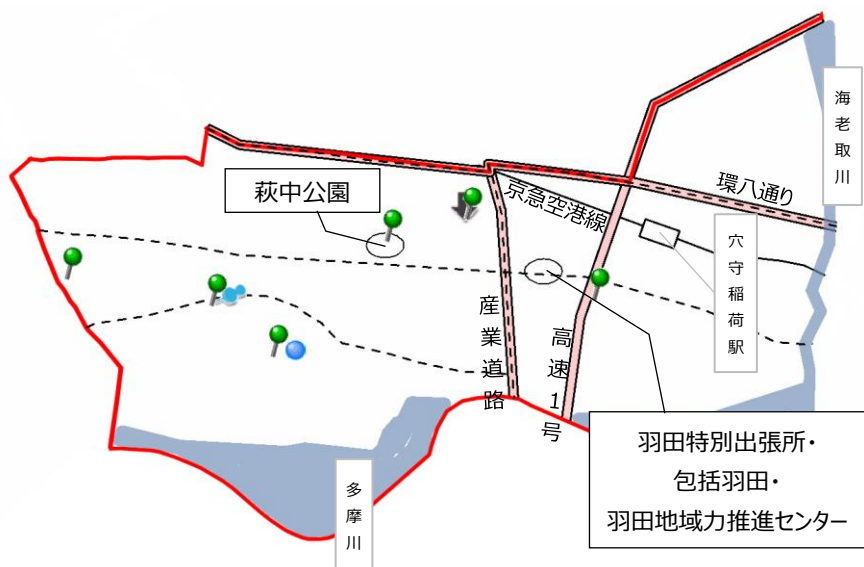 海老取川
環八通り
萩中公園
京急空港線
穴守稲荷駅
産業道路
高速1号
羽田特別出張所・
包括羽田・
羽田地域力推進センター
多摩川